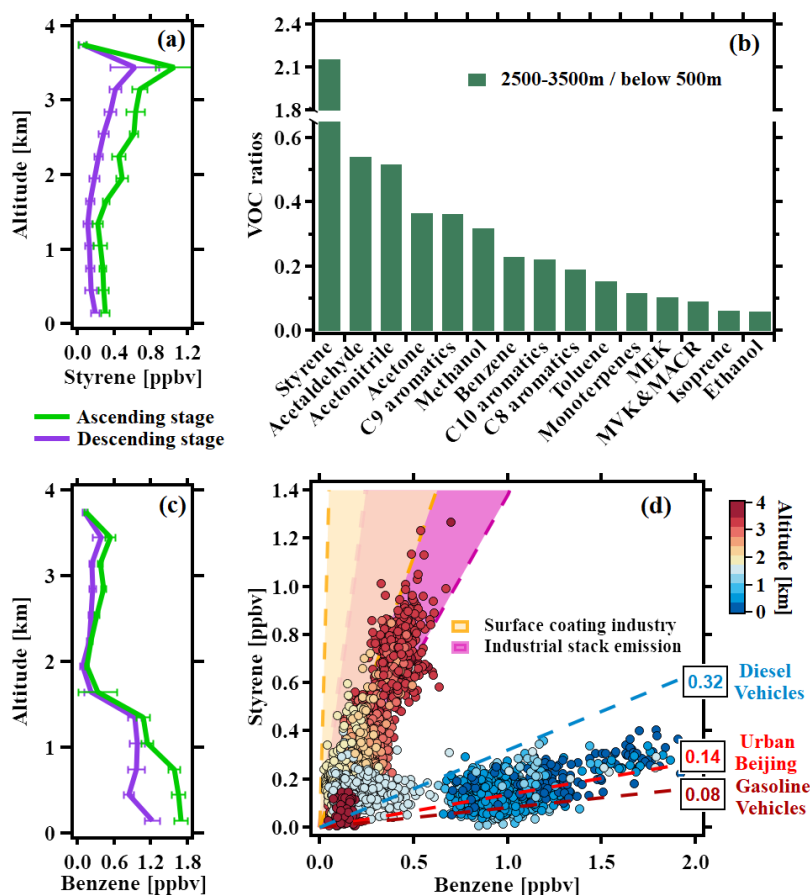 (a)
4
3
2
1
0
Altitude [km]
0.0 0.4 0.8 1.2
Styrene [ppbv]
Ascending stage
Descending stage
(b)
2.4
2.1
1.8
0.6
0.4
0.2
0.0
VOC ratios
2500-3500m / below 500m
Styrene
Acetaldehyde
Acetonitrile
Acetone
C9 aromatics
Methanol
Benzene
C10 aromatics
C8 aromatics
Toluene
Monoterpenes
MEK
MVK&MACR
Isoprene
Ethanol
(c)
4
3
2
1
0
Altitude [km]
0.0 0.6 1.2 1.8
Benzene [ppbv]
(d)
1.4
1.2
1.0
0.8
0.6
0.4
0.2
0.0
Styrene [ppbv]
Surface coating industry
Industrial stack emission
0.0 0.5 1.0 1.5 2.0
Benzene [ppbv]
4
3
2
1
0
Altitude [km]
0.32
Diesel
Vehicles
0.14
Urban
Beijing
0.08
Gasoline
Vehicles